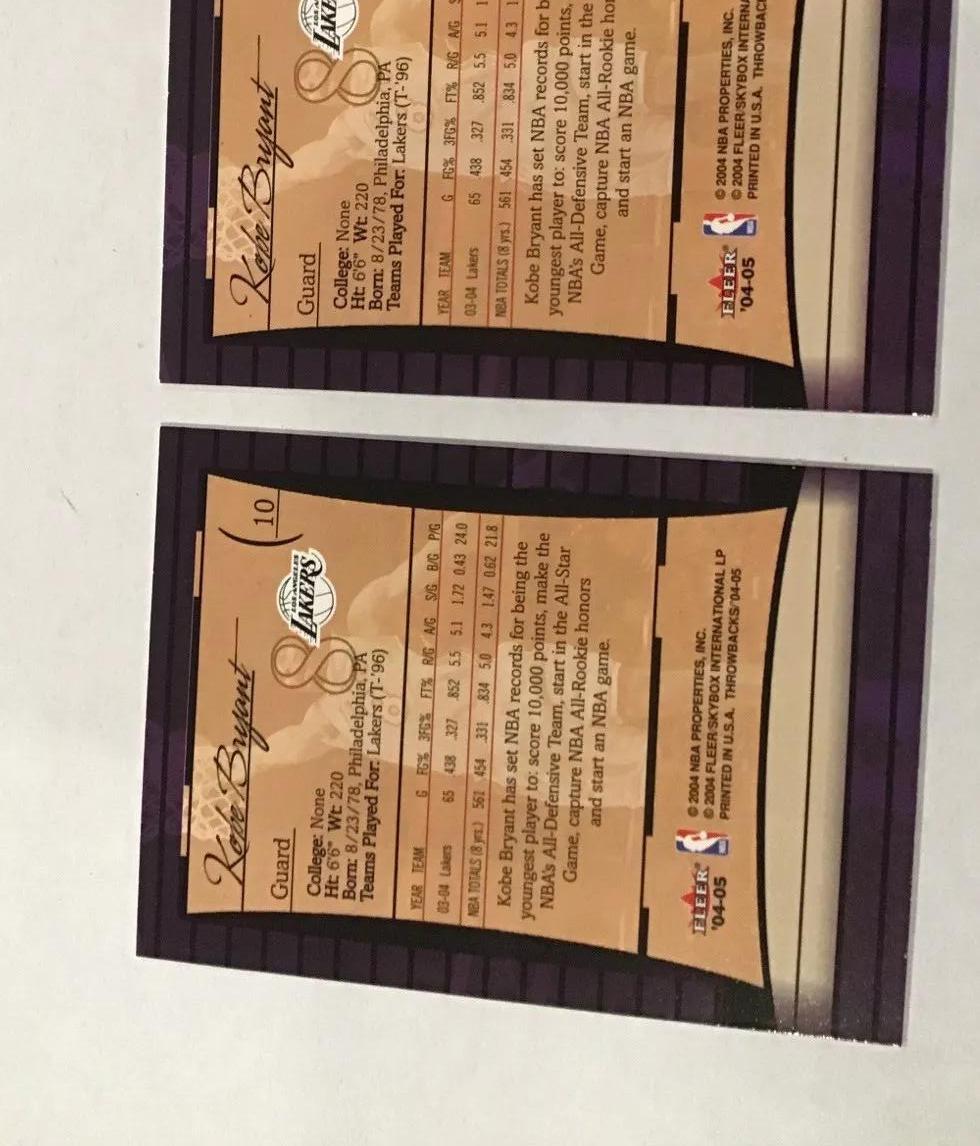 Kobe Bryant
(10
Guard
8
LOS ANGELES
LAKERS
College: None
Ht: 6'6" Wt: 220
Born: 8/23/78, Philadelphia, PA
Teams Played For: Lakers (T-'96)
YEAR TEAM G FG% 3FG% FT% R/G A/G S/G B/G P/G
03-04 Lakers 65 .438 .327 .852 5.5 5.1 1.72 0.43 24.0
NBA TOTALS (8 yrs.) 561 .454 .331 .834 5.0 4.3 1.47 0.62 21.8
Kobe Bryant has set NBA records for being the
youngest player to: score 10,000 points, make the
NBA's All-Defensive Team, start in the All-Star
Game, capture NBA All-Rookie honors
and start an NBA game.
FLEER®
'04-05
NBA
© 2004 NBA PROPERTIES, INC.
© 2004 FLEER/SKYBOX INTERNATIONAL LP
PRINTED IN U.S.A. THROWBACKS/'04-05
Kobe Bryant
Guard
8
LAKE
College: None
Ht: 6'6" Wt: 220
Born: 8/23/78, Philadelphia, PA
Teams Played For: Lakers (T-'96)
YEAR TEAM G FG% 3FG% FT% R/G A/G S
03-04 Lakers 65 .438 .327 .852 5.5 5.1 1
NBA TOTALS (8 yrs.) 561 .454 .331 .834 5.0 4.3 1
Kobe Bryant has set NBA records for b
youngest player to: score 10,000 points,
NBA's All-Defensive Team, start in the
Game, capture NBA All-Rookie ho
and start an NBA game.
FLEER®
'04-05
NBA
© 2004 NBA PROPERTIES, INC.
© 2004 FLEER/SKYBOX INTERNA
PRINTED IN U.S.A. THROWBAC